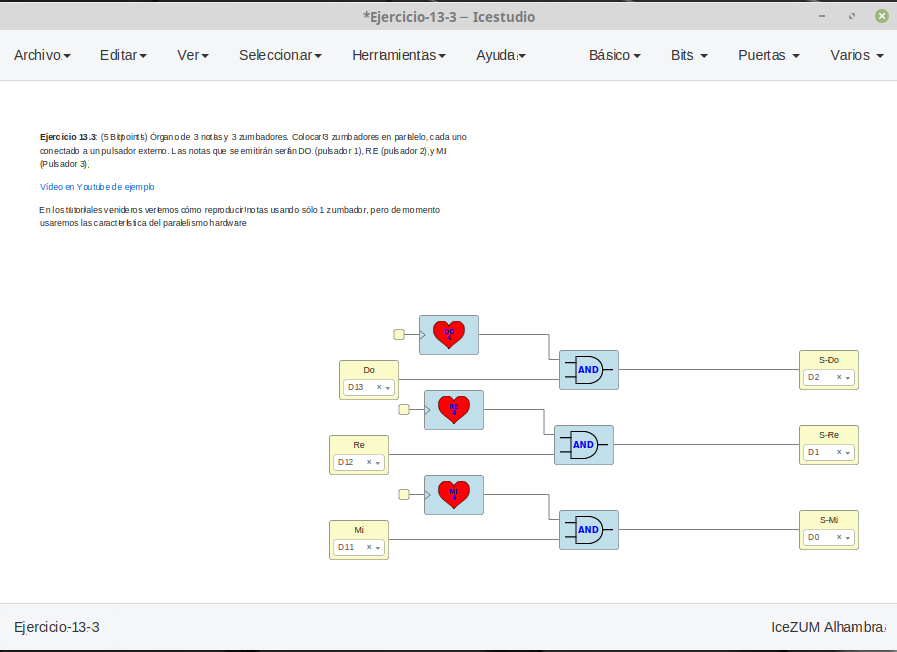 *Ejercicio-13-3 — Icestudio
Archivo Editar Ver Seleccionar Herrtamientas Ayuda Básico Bits Puertas Varios
Ejercicio 13.3: (5 Bitpoints) Órgano de 3 notas y 3 zumbadores. Colocar 3 zumbadores en paralelo, cada uno
conectado a un pulsador externo. Las notas que se emitirán serán DO (pulsador 1), RE (pulsador 2), y MI
(Pulsador 3).
Vídeo en Youtube de ejemplo
En los tutoriales venideros veremos cómo reproducir notas usando sólo 1 zumbador, pero de momento
usaremos las característica del paralelismo hardware
DO
4
AND
S-Do
D2 × ▾
Do
D13 × ▾
RE
4
AND
S-Re
D1 × ▾
Re
D12 × ▾
MI
4
AND
S-Mi
D0 × ▾
Mi
D11 × ▾
Ejercicio-13-3 IceZUM Alhambra